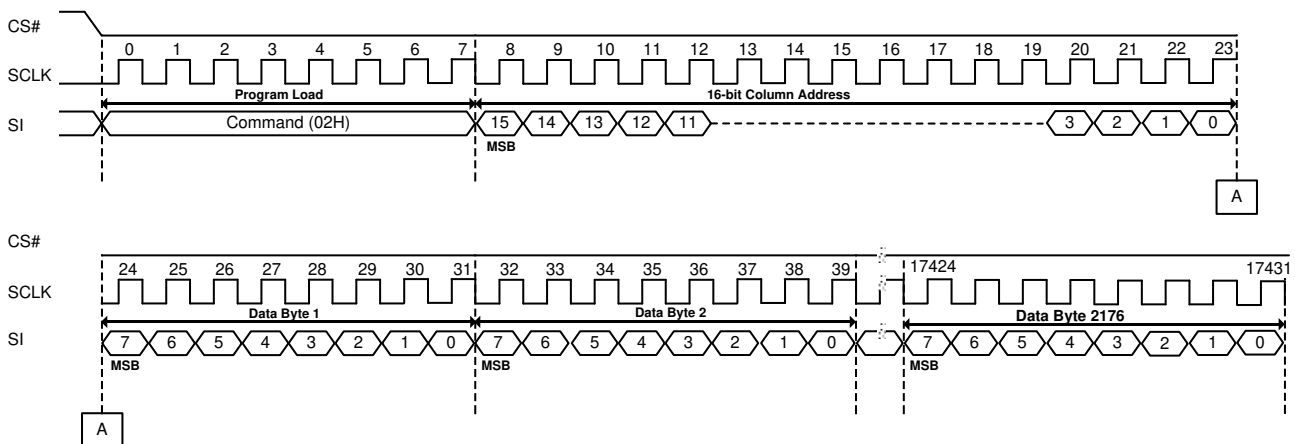 CS#
0 1 2 3 4 5 6 7 8 9 10 11 12 13 14 15 16 17 18 19 20 21 22 23
SCLK
Program Load 16-bit Column Address
SI Command (02H) 15 14 13 12 11 3 2 1 0
MSB
A
CS#
24 25 26 27 28 29 30 31 32 33 34 35 36 37 38 39 17424 17431
SCLK
Data Byte 1 Data Byte 2 Data Byte 2176
SI 7 6 5 4 3 2 1 0 7 6 5 4 3 2 1 0 7 6 5 4 3 2 1 0
MSB MSB MSB
A